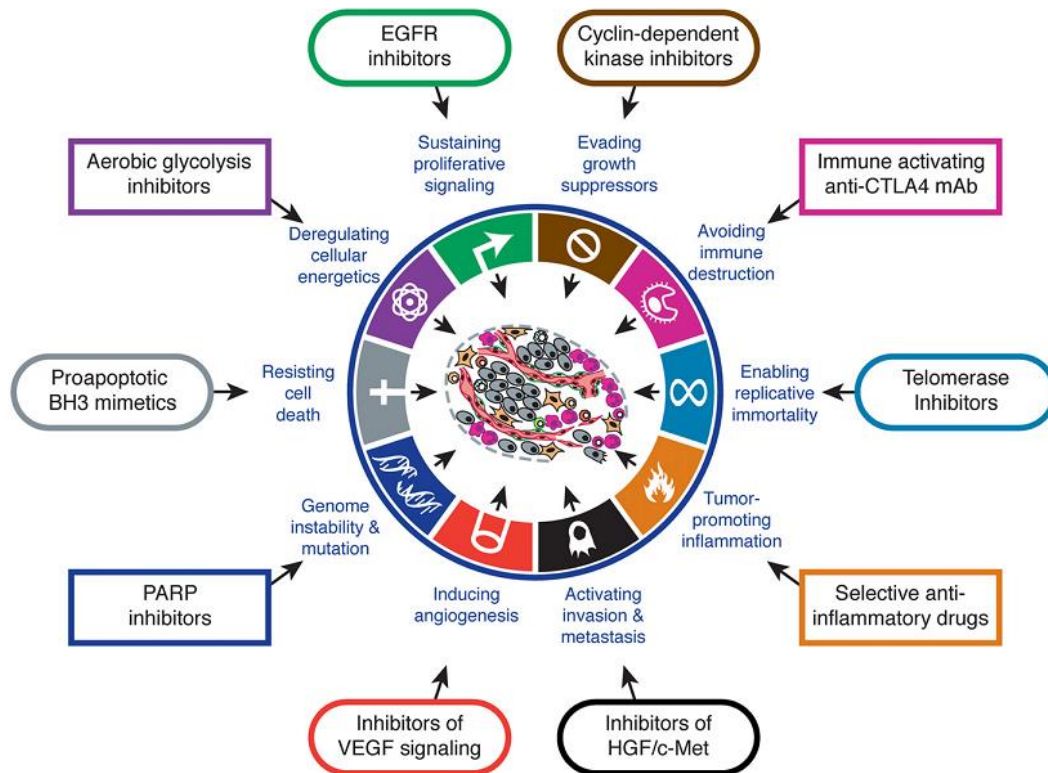 EGFR
inhibitors
Cyclin-dependent
kinase inhibitors
Sustaining
proliferative
signaling
Evading
growth
suppressors
Aerobic glycolysis
inhibitors
Immune activating
anti-CTLA4 mAb
Deregulating
cellular
energetics
Avoiding
immune
destruction
Proapoptotic
BH3 mimetics
Resisting
cell
death
Enabling
replicative
immortality
Telomerase
Inhibitors
Genome
instability &
mutation
Tumor-
promoting
inflammation
PARP
inhibitors
Inducing
angiogenesis
Activating
invasion &
metastasis
Selective anti-
inflammatory drugs
Inhibitors of
VEGF signaling
Inhibitors of
HGF/c-Met